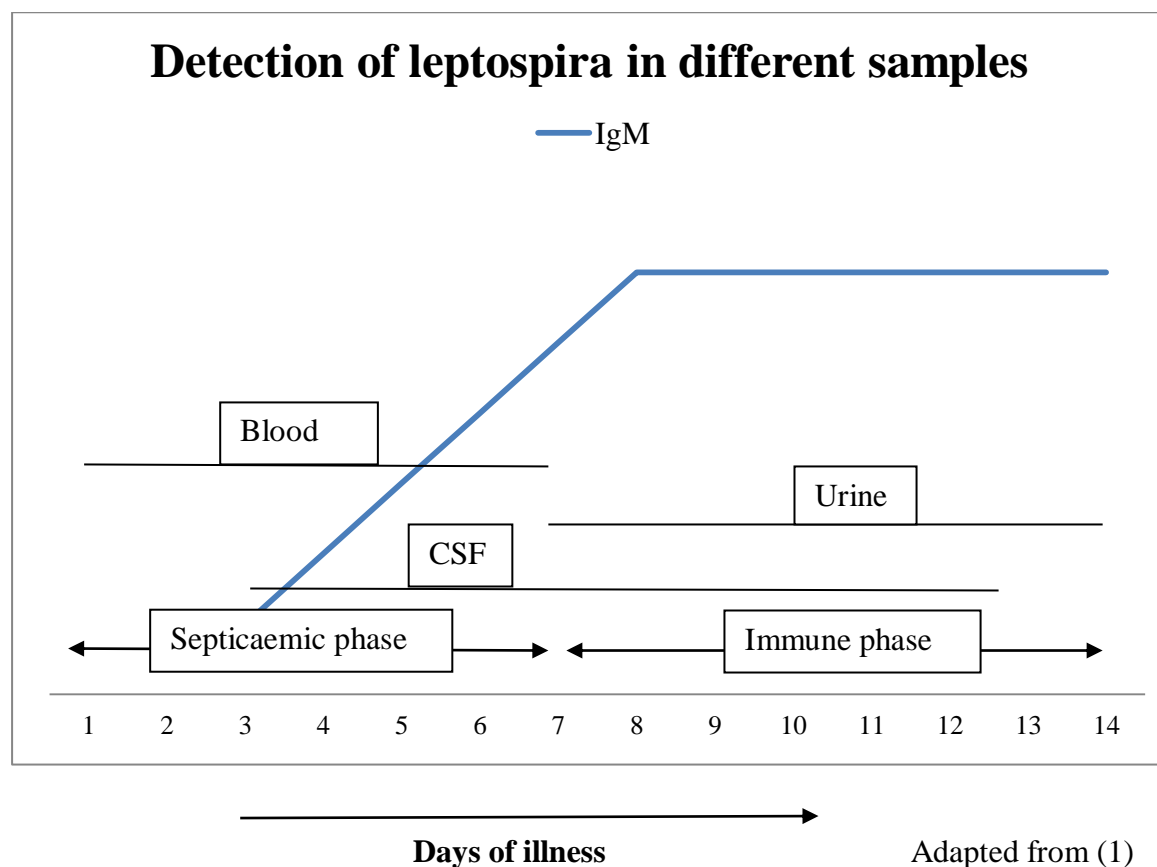 Detection of leptospira in different samples
IgM
Blood
Urine
CSF
Septicaemic phase
Immune phase
1 2 3 4 5 6 7 8 9 10 11 12 13 14
Days of illness
Adapted from (1)